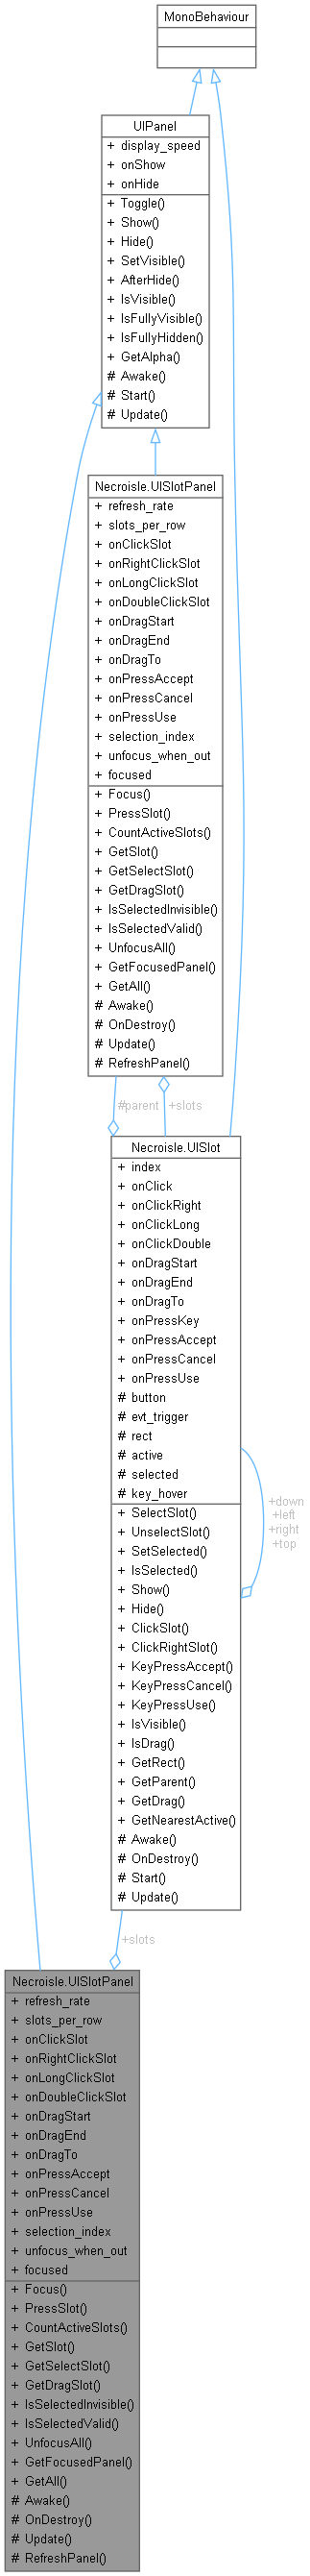 MonoBehaviour
UIPanel
+ display_speed
+ onShow
+ onHide
+ Toggle()
+ Show()
+ Hide()
+ SetVisible()
+ AfterHide()
+ IsVisible()
+ IsFullyVisible()
+ IsFullyHidden()
+ GetAlpha()
# Awake()
# Start()
# Update()
Necroisle.UISlotPanel
+ refresh_rate
+ slots_per_row
+ onClickSlot
+ onRightClickSlot
+ onLongClickSlot
+ onDoubleClickSlot
+ onDragStart
+ onDragEnd
+ onDragTo
+ onPressAccept
+ onPressCancel
+ onPressUse
+ selection_index
+ unfocus_when_out
+ focused
+ Focus()
+ PressSlot()
+ CountActiveSlots()
+ GetSlot()
+ GetSelectSlot()
+ GetDragSlot()
+ IsSelectedInvisible()
+ IsSelectedValid()
+ UnfocusAll()
+ GetFocusedPanel()
+ GetAll()
# Awake()
# OnDestroy()
# Update()
# RefreshPanel()
#parent +slots
Necroisle.UISlot
+ index
+ onClick
+ onClickRight
+ onClickLong
+ onClickDouble
+ onDragStart
+ onDragEnd
+ onDragTo
+ onPressKey
+ onPressAccept
+ onPressCancel
+ onPressUse
# button
# evt_trigger
# rect
# active
# selected
# key_hover
+ SelectSlot()
+ UnselectSlot()
+ SetSelected()
+ IsSelected()
+ Show()
+ Hide()
+ ClickSlot()
+ ClickRightSlot()
+ KeyPressAccept()
+ KeyPressCancel()
+ KeyPressUse()
+ IsVisible()
+ IsDrag()
+ GetRect()
+ GetParent()
+ GetDrag()
+ GetNearestActive()
# Awake()
# OnDestroy()
# Start()
# Update()
+down
+left
+right
+top
+slots
Necroisle.UISlotPanel
+ refresh_rate
+ slots_per_row
+ onClickSlot
+ onRightClickSlot
+ onLongClickSlot
+ onDoubleClickSlot
+ onDragStart
+ onDragEnd
+ onDragTo
+ onPressAccept
+ onPressCancel
+ onPressUse
+ selection_index
+ unfocus_when_out
+ focused
+ Focus()
+ PressSlot()
+ CountActiveSlots()
+ GetSlot()
+ GetSelectSlot()
+ GetDragSlot()
+ IsSelectedInvisible()
+ IsSelectedValid()
+ UnfocusAll()
+ GetFocusedPanel()
+ GetAll()
# Awake()
# OnDestroy()
# Update()
# RefreshPanel()